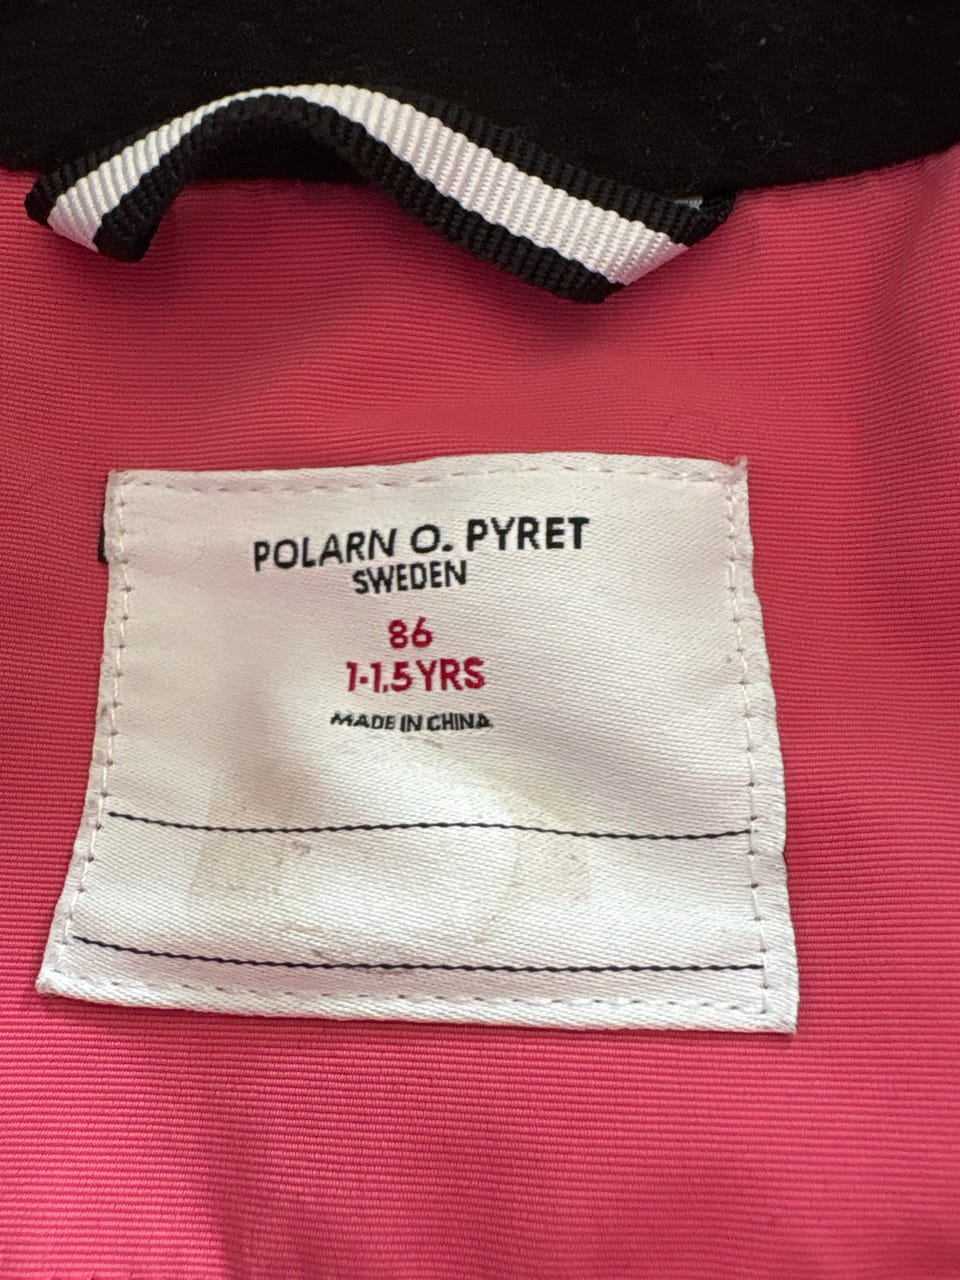 POLARN O. PYRET
SWEDEN
86
1-1,5 YRS
MADE IN CHINA